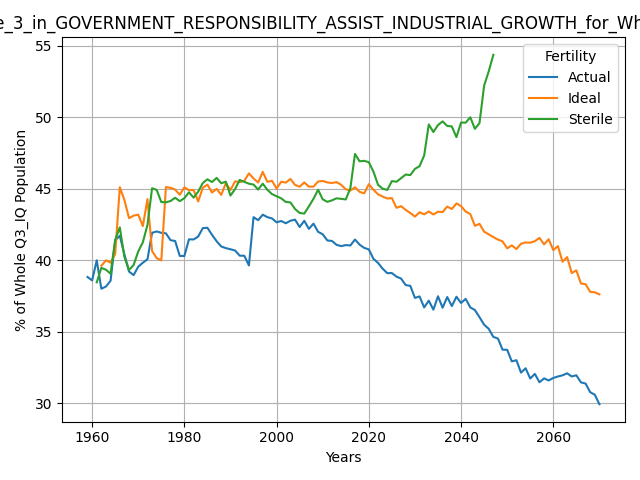 e_3_in_GOVERNMENT_RESPONSIBILITY_ASSIST_INDUSTRIAL_GROWTH_for_Wh
55
50
45
40
35
30
% of Whole Q3_IQ Population
Fertility
Actual
Ideal
Sterile
1960
1980
2000
2020
2040
2060
Years